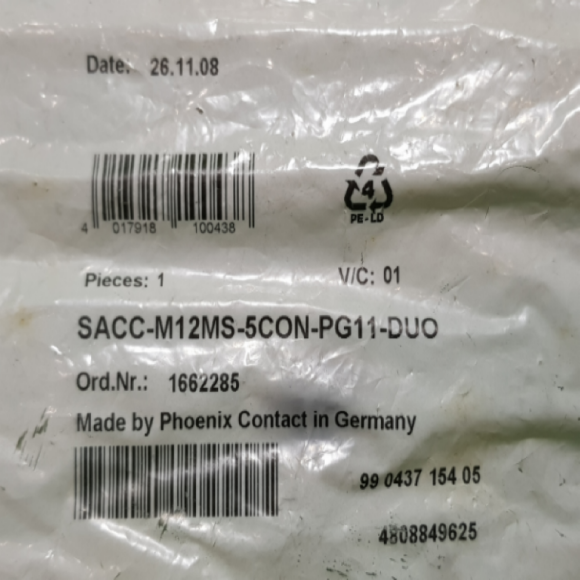 Date: 26.11.08
4 017918 100438
4
PE-LD
Pieces: 1
V/C: 01
SACC-M12MS-5CON-PG11-DUO
Ord.Nr.: 1662285
Made by Phoenix Contact in Germany
99 0437 154 05
4808849625